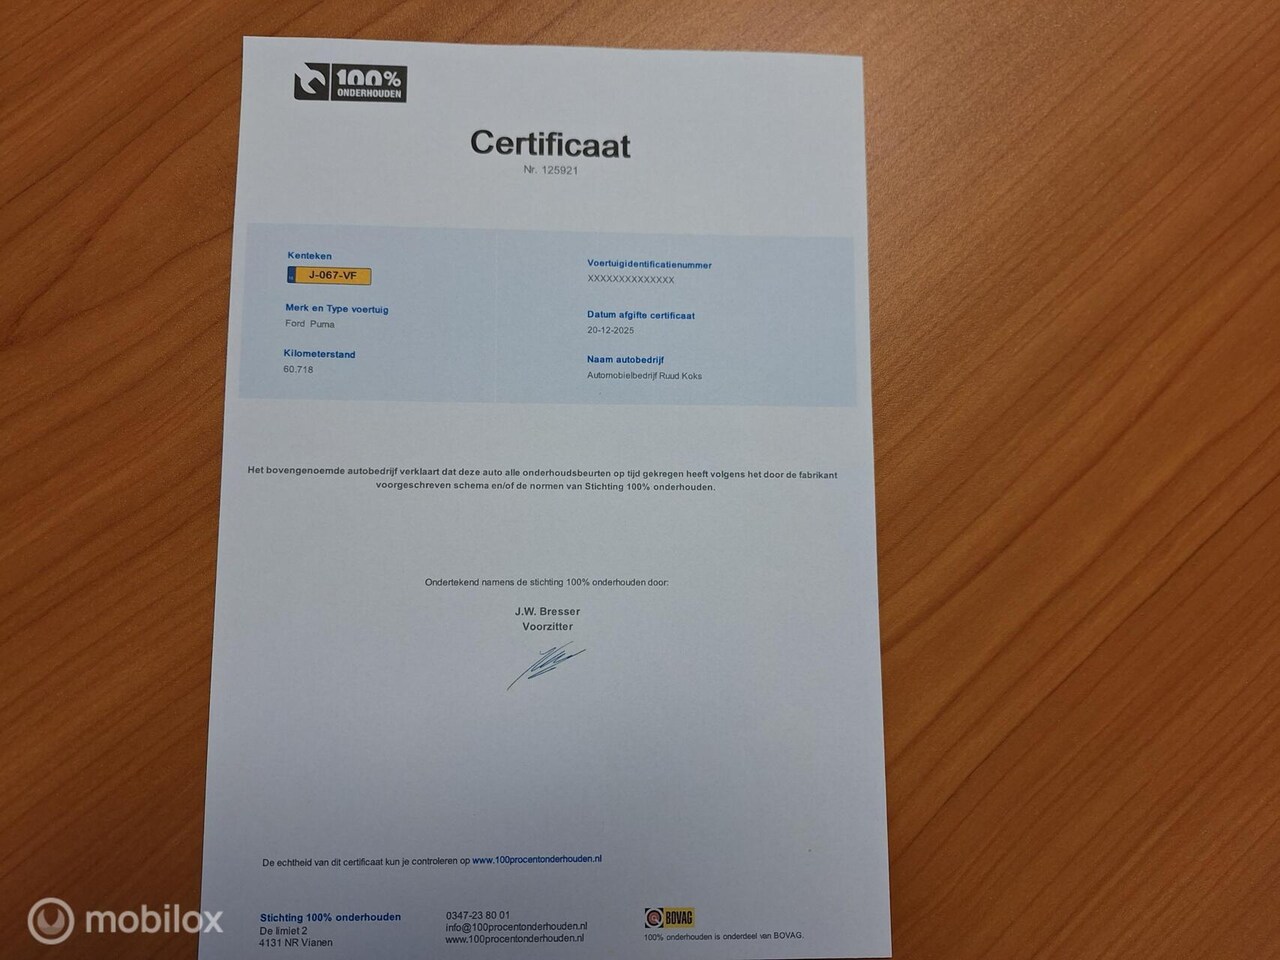 100%
ONDERHOUDEN
Certificaat
Nr. 125921
Kenteken
J-067-VF
Merk en Type voertuig
Ford Puma
Kilometerstand
60.718
Voertuigidentificatienummer
XXXXXXXXXXXXXX
Datum afgifte certificaat
20-12-2025
Naam autobedrijf
Automobielbedrijf Ruud Koks
Het bovengenoemde autobedrijf verklaart dat deze auto alle onderhoudsbeurten op tijd gekregen heeft volgens het door de fabrikant
voorgeschreven schema en/of de normen van Stichting 100% onderhouden.
Ondertekend namens de stichting 100% onderhouden door:
J.W. Bresser
Voorzitter
De echtheid van dit certificaat kun je controleren op www.100procentonderhouden.nl
Stichting 100% onderhouden
De limiet 2
4131 NR Vianen
0347-23 80 01
info@100procentonderhouden.nl
www.100procentonderhouden.nl
BOVAG
100% onderhouden is onderdeel van BOVAG.
mobilox